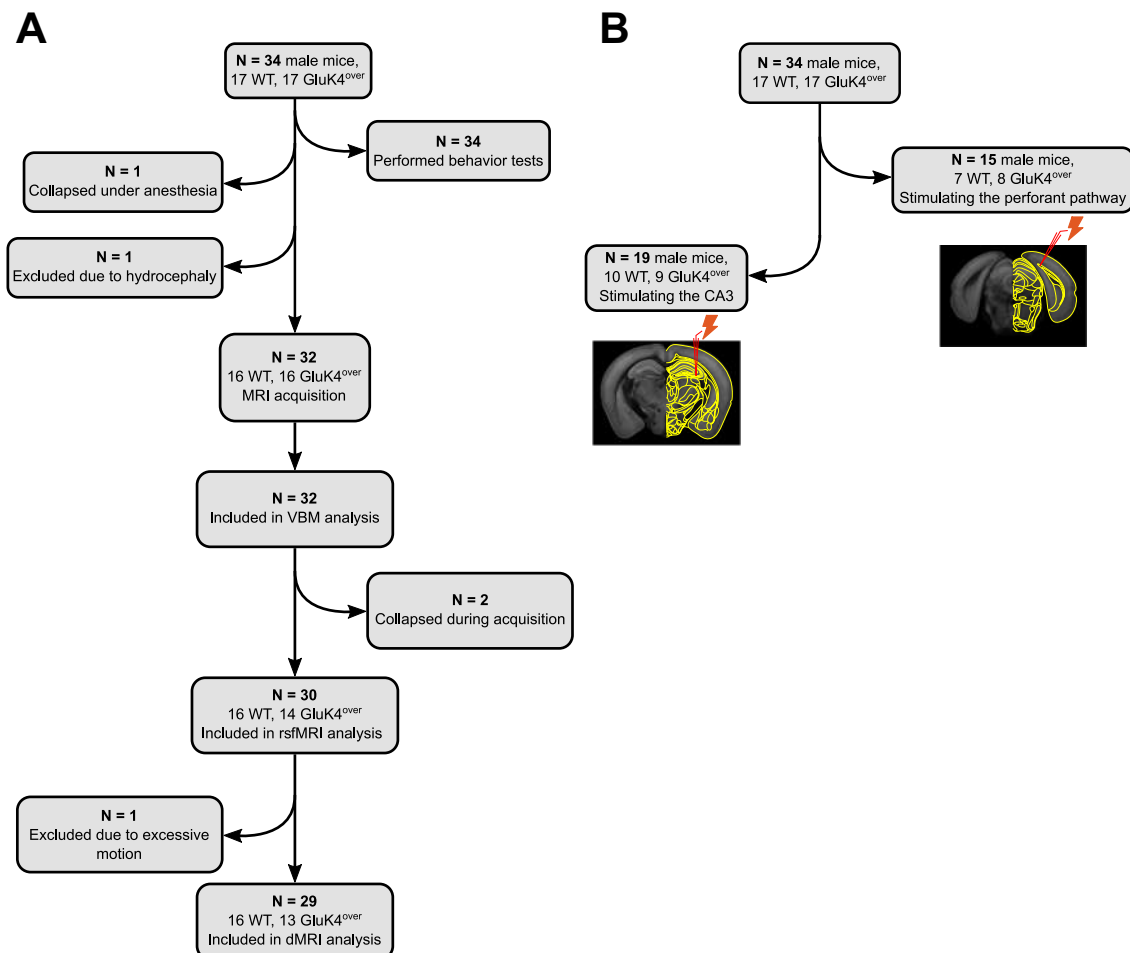 A
N = 34 male mice,
17 WT, 17 GluK4over
N = 34
Performed behavior tests
N = 1
Collapsed under anesthesia
N = 1
Excluded due to hydrocephaly
N = 32
16 WT, 16 GluK4over
MRI acquisition
N = 32
Included in VBM analysis
N = 2
Collapsed during acquisition
N = 30
16 WT, 14 GluK4over
Included in rsfMRI analysis
N = 1
Excluded due to excessive
motion
N = 29
16 WT, 13 GluK4over
Included in dMRI analysis
B
N = 34 male mice,
17 WT, 17 GluK4over
N = 15 male mice,
7 WT, 8 GluK4over
Stimulating the perforant pathway
N = 19 male mice,
10 WT, 9 GluK4over
Stimulating the CA3